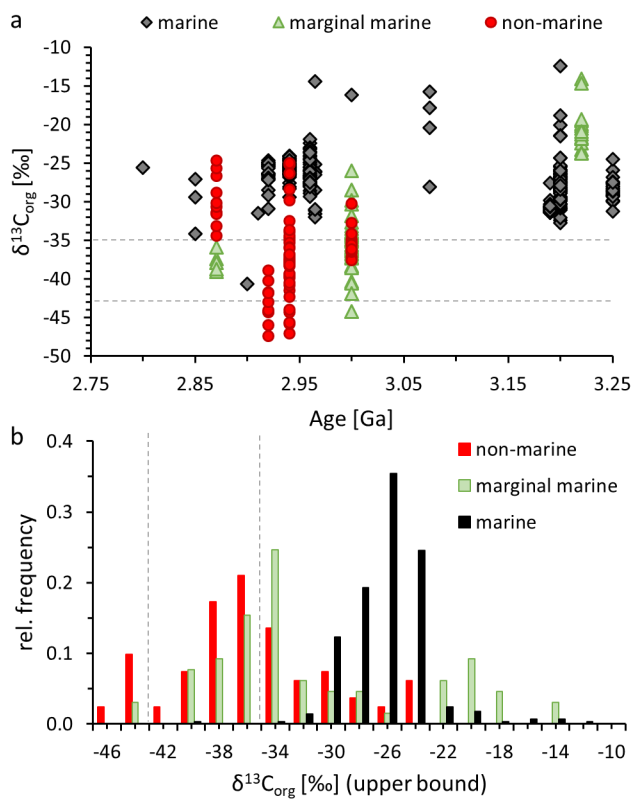 a
marine marginal marine non-marine
-10
-15
-20
-25
-30
-35
-40
-45
-50
δ¹³Corg [‰]
2.75 2.85 2.95 3.05 3.15 3.25
Age [Ga]
b
0.4
0.3
0.2
0.1
0.0
rel. frequency
non-marine
marginal marine
marine
-46 -42 -38 -34 -30 -26 -22 -18 -14 -10
δ¹³Corg [‰] (upper bound)